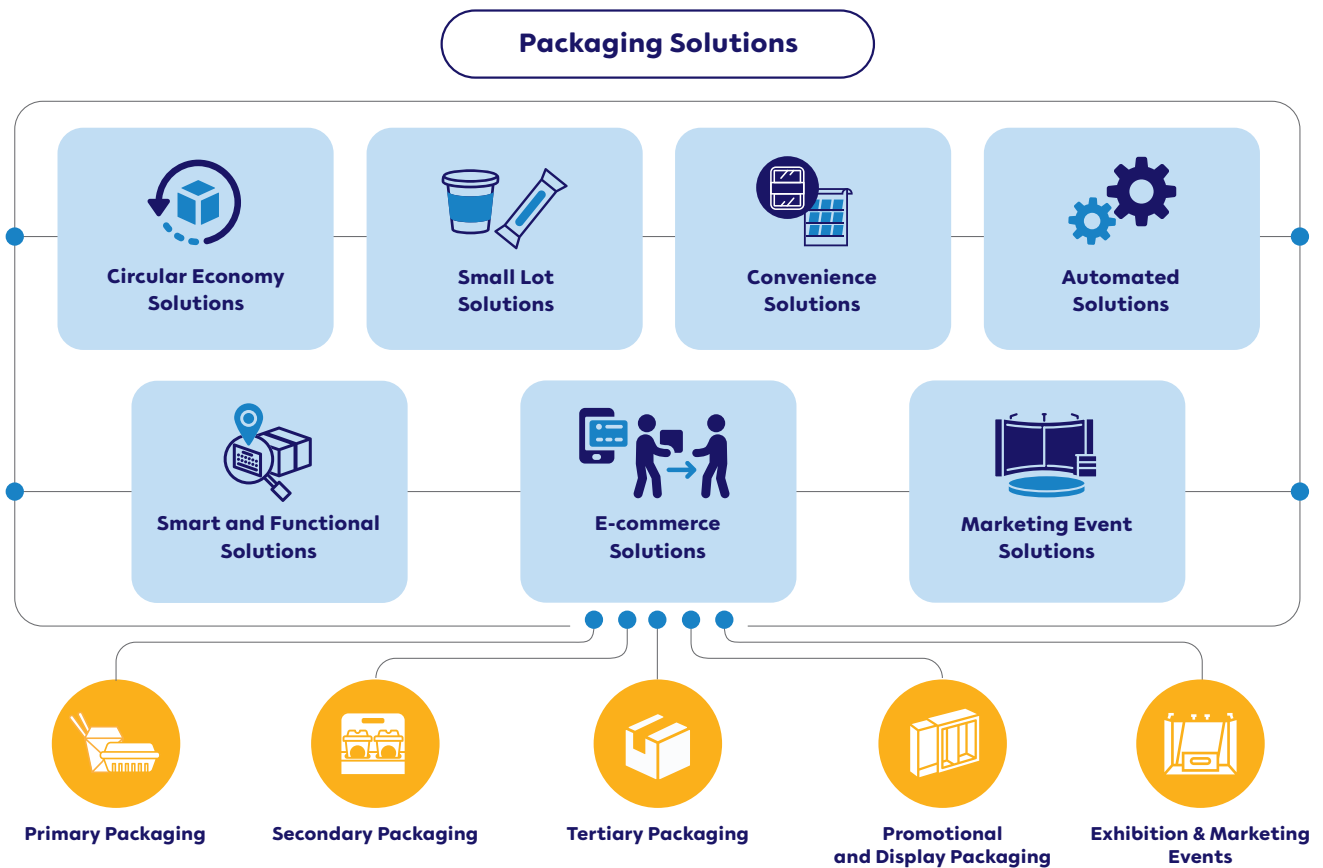 Packaging Solutions
Circular Economy
Solutions
Small Lot
Solutions
Convenience
Solutions
Automated
Solutions
Smart and Functional
Solutions
E-commerce
Solutions
Marketing Event
Solutions
Primary Packaging
Secondary Packaging
Tertiary Packaging
Promotional
and Display Packaging
Exhibition & Marketing
Events